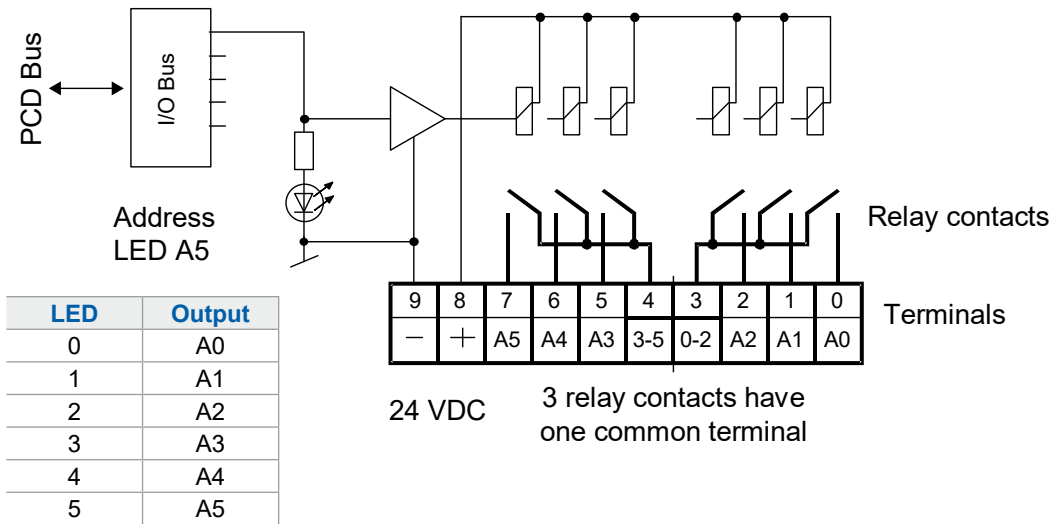 PCD Bus
I/O Bus
Address
LED A5
Relay contacts
9 8 7 6 5 4 3 2 1 0
− + A5 A4 A3 3-5 0-2 A2 A1 A0
Terminals
24 VDC
3 relay contacts have
one common terminal
LED Output
0 A0
1 A1
2 A2
3 A3
4 A4
5 A5